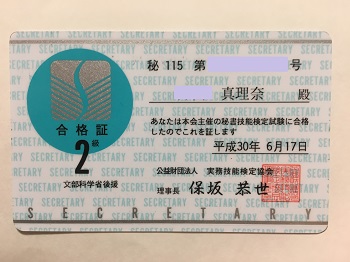 秘 115 第 号
真理奈 殿
あなたは本会主催の秘書技能検定試験に合格
したのでこれを証します
平成30年 6月17日
公益財団法人 実務技能検定協会
理事長 保坂 恭世
合格証
2級
文部科学省後援
SECRETARY